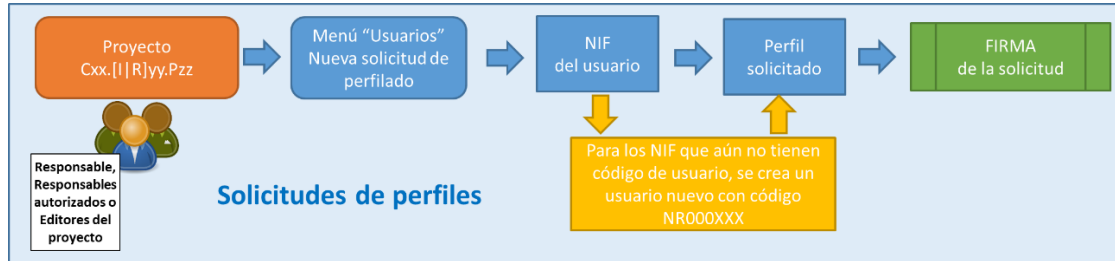 Proyecto
Cxx.[I|R]yy.Pzz
Menú “Usuarios”
Nueva solicitud de
perfilado
NIF
del usuario
Perfil
solicitado
FIRMA
de la solicitud
Responsable,
Responsables
autorizados o
Editores del
proyecto
Solicitudes de perfiles
Para los NIF que aún no tienen
código de usuario, se crea un
usuario nuevo con código
NR000XXX